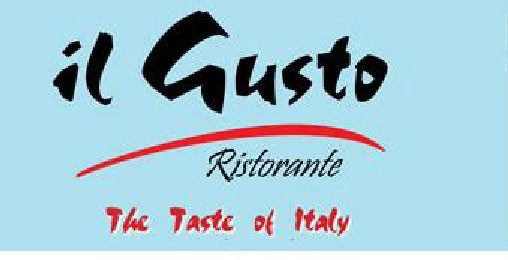 il Gusto
Ristorante
The Taste of Italy